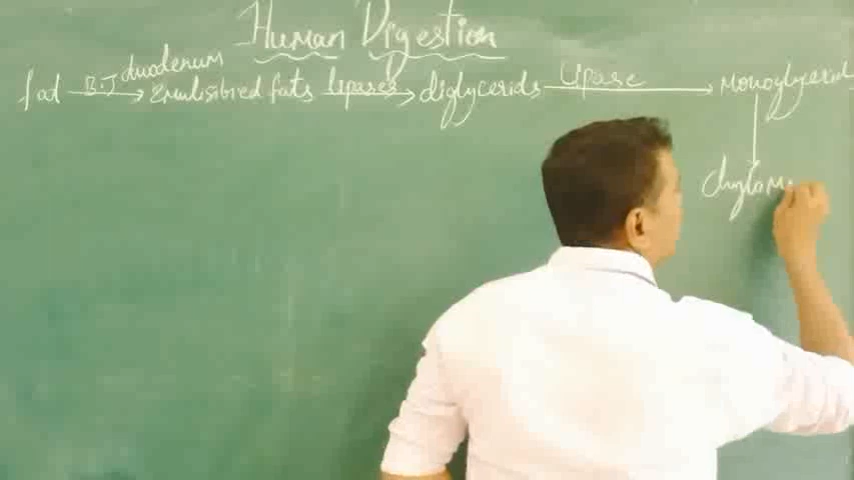 Human Digestion
fat B.J duodenum Emulsified fats lipases diglycerids Lipase Monoglycerid
chylom